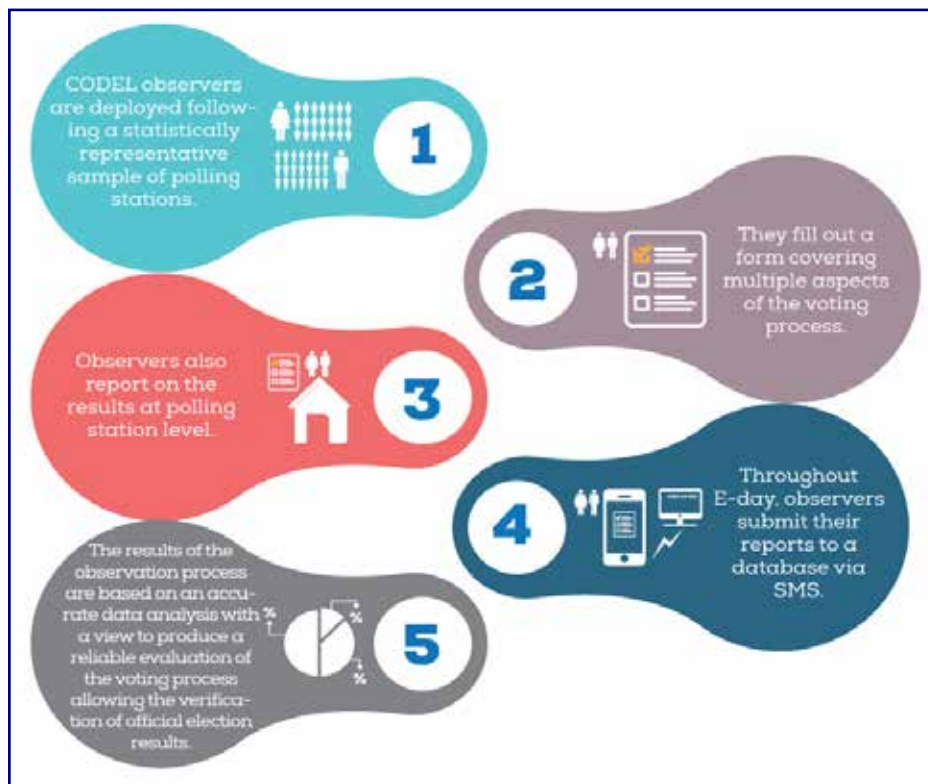 CODEL observers
are deployed follow-
ing a statistically
representative
sample of polling
stations.
1
2
They fill out a
form covering
multiple aspects
of the voting
process.
Observers also
report on the
results at polling
station level.
3
4
Throughout
E-day, observers
submit their
reports to a
database via
SMS.
The results of the
observation process
are based on an accu-
rate data analysis with
a view to produce a
reliable evaluation of
the voting process
allowing the verifica-
tion of official election
results.
%
%
%
5